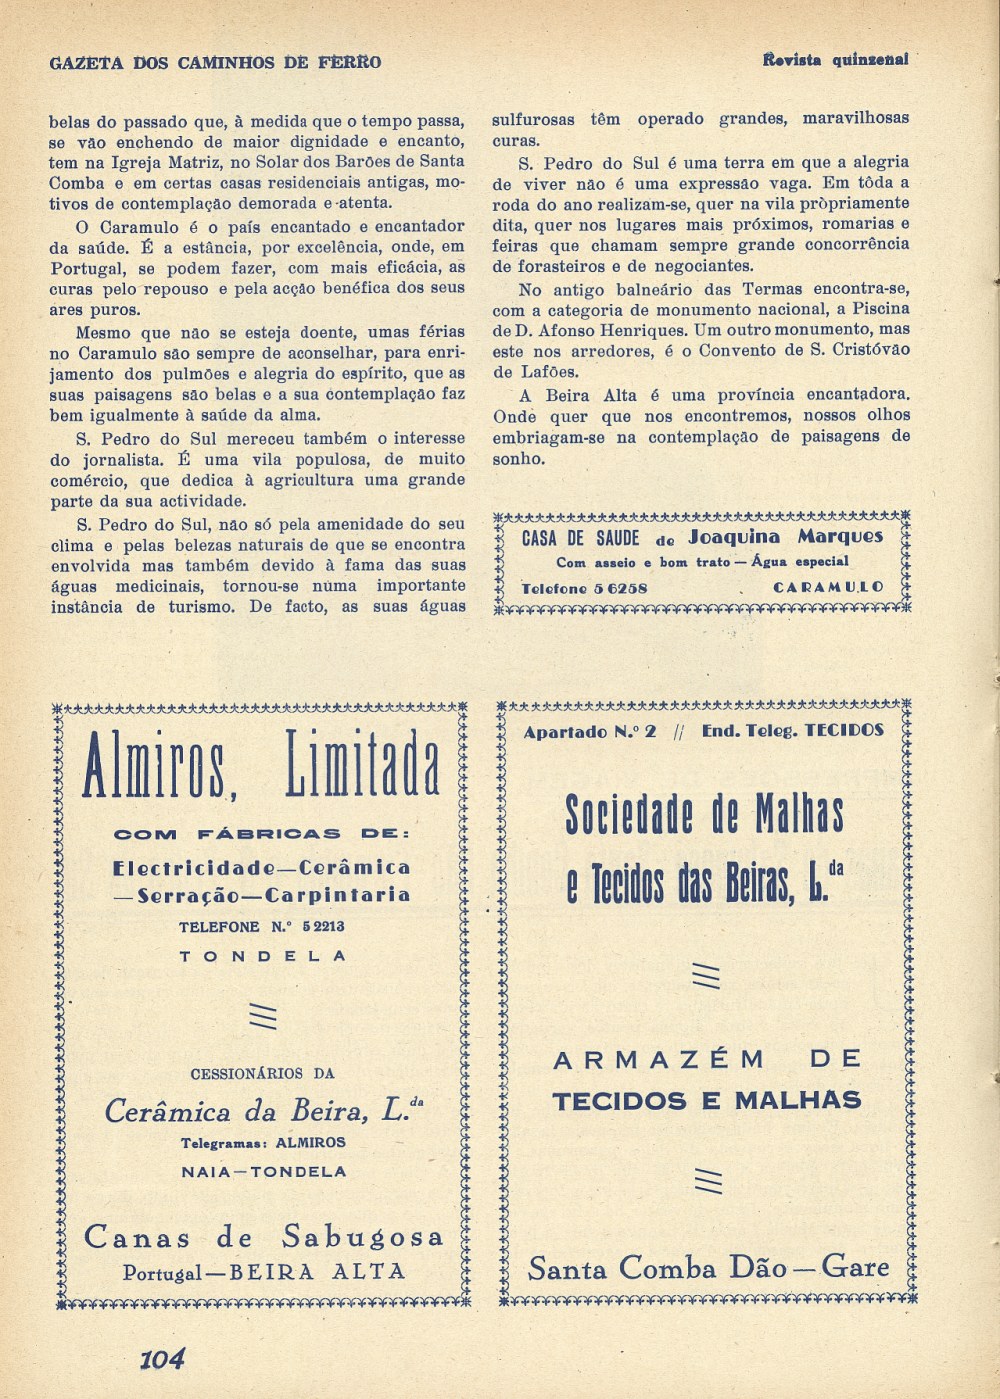 GAZETA DOS CAMINHOS DE FERRO
Revista quinzenal
belas do passado que, à medida que o tempo passa,
se vão enchendo de maior dignidade e encanto,
tem na Igreja Matriz, no Solar dos Barões de Santa
Comba e em certas casas residenciais antigas, mo-
tivos de contemplação demorada e atenta.
O Caramulo é o país encantado e encantador
da saúde. É a estância, por excelência, onde, em
Portugal, se podem fazer, com mais eficácia, as
curas pelo repouso e pela acção benéfica dos seus
ares puros.
Mesmo que não se esteja doente, umas férias
no Caramulo são sempre de aconselhar, para enri-
jamento dos pulmões e alegria do espírito, que as
suas paisagens são belas e a sua contemplação faz
bem igualmente à saúde da alma.
S. Pedro do Sul mereceu também o interesse
do jornalista. É uma vila populosa, de muito
comércio, que dedica à agricultura uma grande
parte da sua actividade.
S. Pedro do Sul, não só pela amenidade do seu
clima e pelas belezas naturais de que se encontra
envolvida mas também devido à fama das suas
águas medicinais, tornou-se numa importante
instância de turismo. De facto, as suas águas
sulfurosas têm operado grandes, maravilhosas
curas.
S. Pedro do Sul é uma terra em que a alegria
de viver não é uma expressão vaga. Em tôda a
roda do ano realizam-se, quer na vila pròpriamente
dita, quer nos lugares mais próximos, romarias e
feiras que chamam sempre grande concorrência
de forasteiros e de negociantes.
No antigo balneário das Termas encontra-se,
com a categoria de monumento nacional, a Piscina
de D. Afonso Henriques. Um outro monumento, mas
este nos arredores, é o Convento de S. Cristóvão
de Lafões.
A Beira Alta é uma província encantadora.
Onde quer que nos encontremos, nossos olhos
embriagam-se na contemplação de paisagens de
sonho.
CASA DE SAUDE de Joaquina Marques
Com asseio e bom trato — Água especial
Telefone 5 6258 CARAMULO
Almiros, Limitada
COM FÁBRICAS DE:
Electricidade—Cerâmica
—Serração—Carpintaria
TELEFONE N.º 5 2213
TONDELA
CESSIONÁRIOS DA
Cerâmica da Beira, L.da
Telegramas: ALMIROS
NAIA—TONDELA
Canas de Sabugosa
Portugal—BEIRA ALTA
Apartado N.º 2 // End. Teleg. TECIDOS
Sociedade de Malhas
e Tecidos das Beiras, L.da
ARMAZÉM DE
TECIDOS E MALHAS
Santa Comba Dão — Gare
104